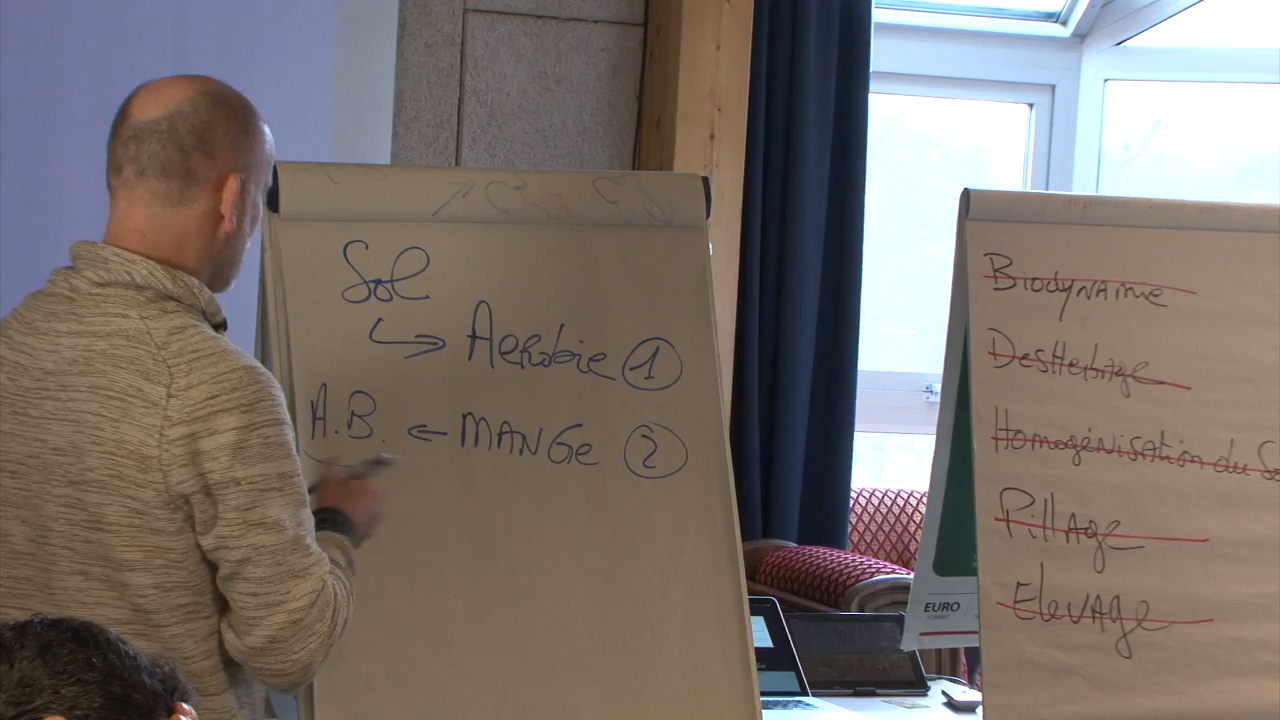 Sol
Aerobie 1
A.B. ← MANGe 2
Biodynamie
Desherbage
Homogénisation du So
Pillage
Elevage
EURO